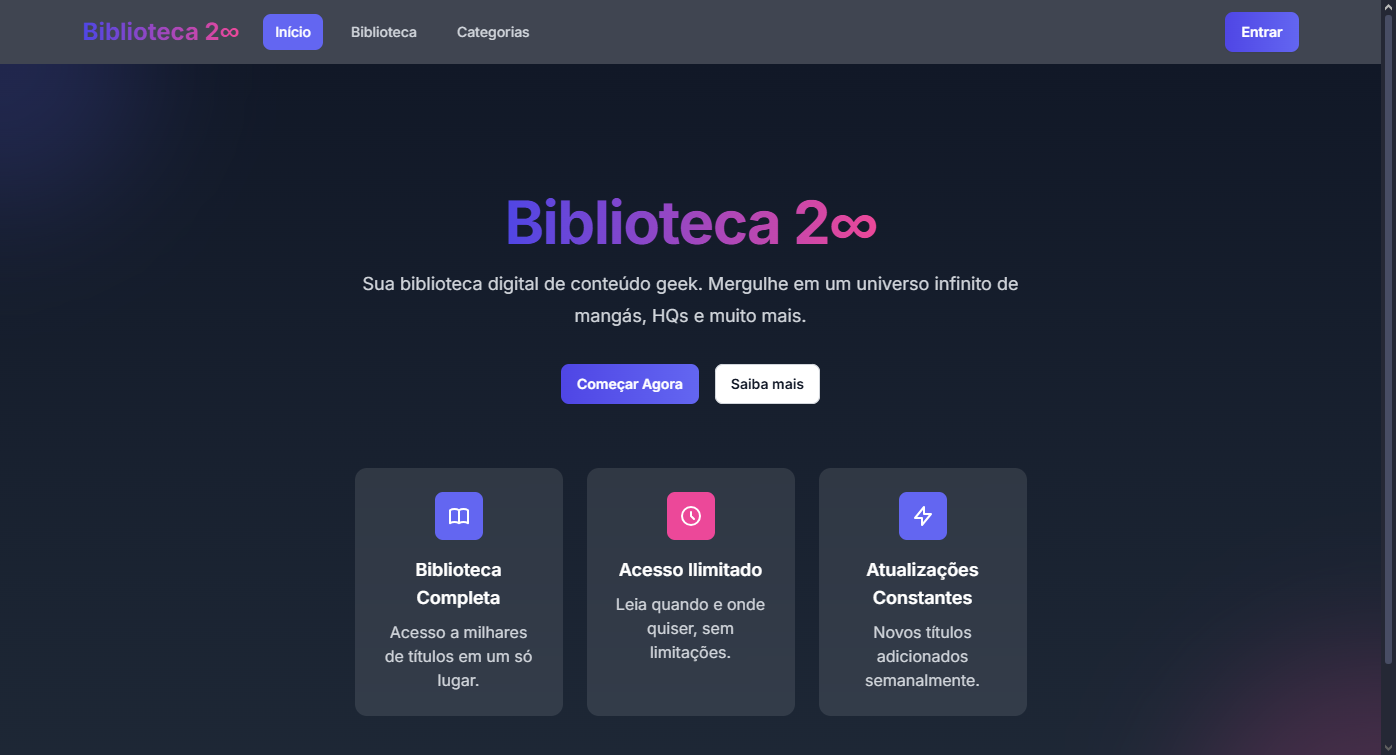 Biblioteca 2∞
Início
Biblioteca
Categorias
Entrar
Biblioteca 2∞
Sua biblioteca digital de conteúdo geek. Mergulhe em um universo infinito de
mangás, HQs e muito mais.
Começar Agora
Saiba mais
Biblioteca
Completa
Acesso a milhares
de títulos em um só
lugar.
Acesso Ilimitado
Leia quando e onde
quiser, sem
limitações.
Atualizações
Constantes
Novos títulos
adicionados
semanalmente.